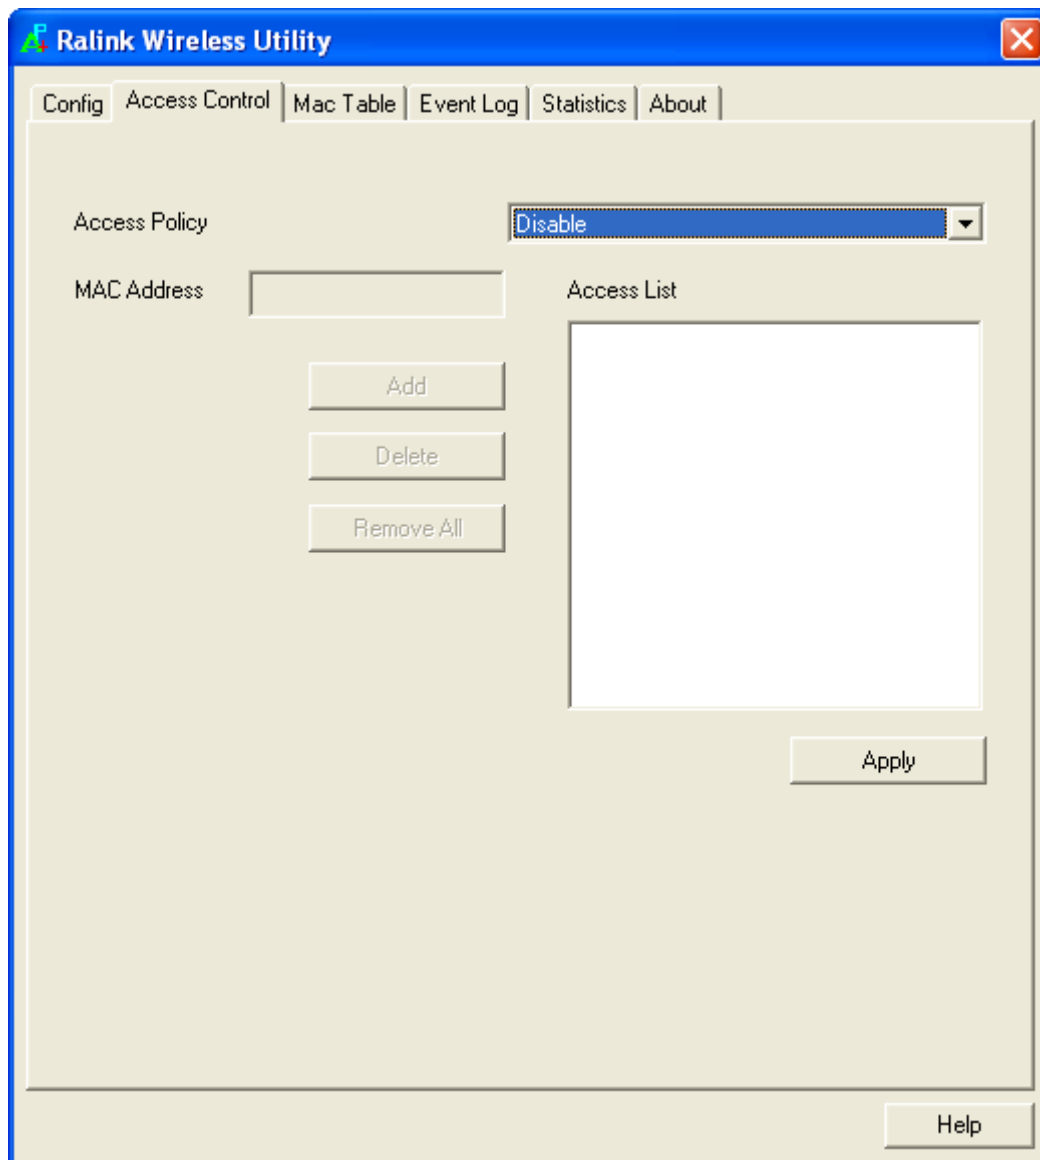 Ralink Wireless Utility
Config Access Control Mac Table Event Log Statistics About
Access Policy Disable
MAC Address Access List
Add
Delete
Remove All
Apply
Help